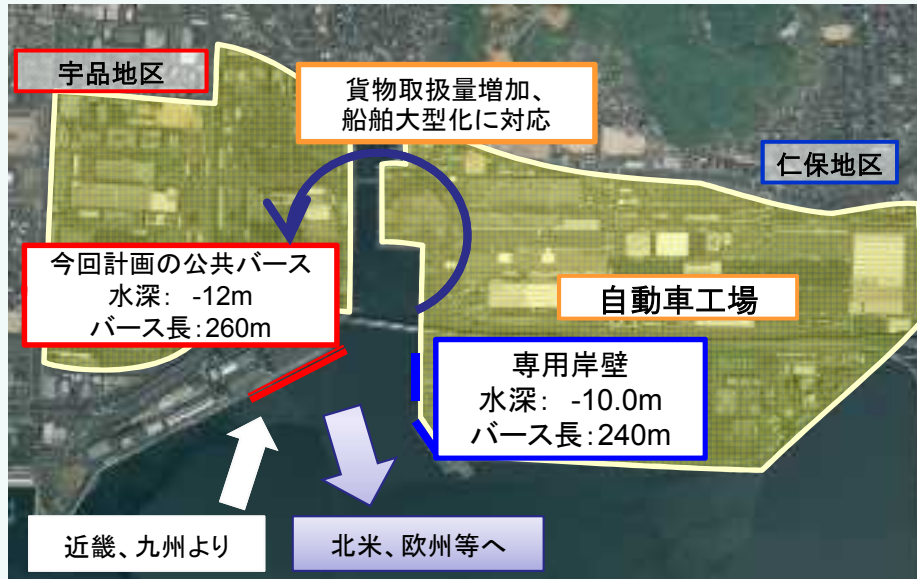 宇品地区
貨物取扱量増加、
船舶大型化に対応
仁保地区
今回計画の公共バース
水深: -12m
バース長:260m
自動車工場
専用岸壁
水深: -10.0m
バース長:240m
近畿、九州より
北米、欧州等へ